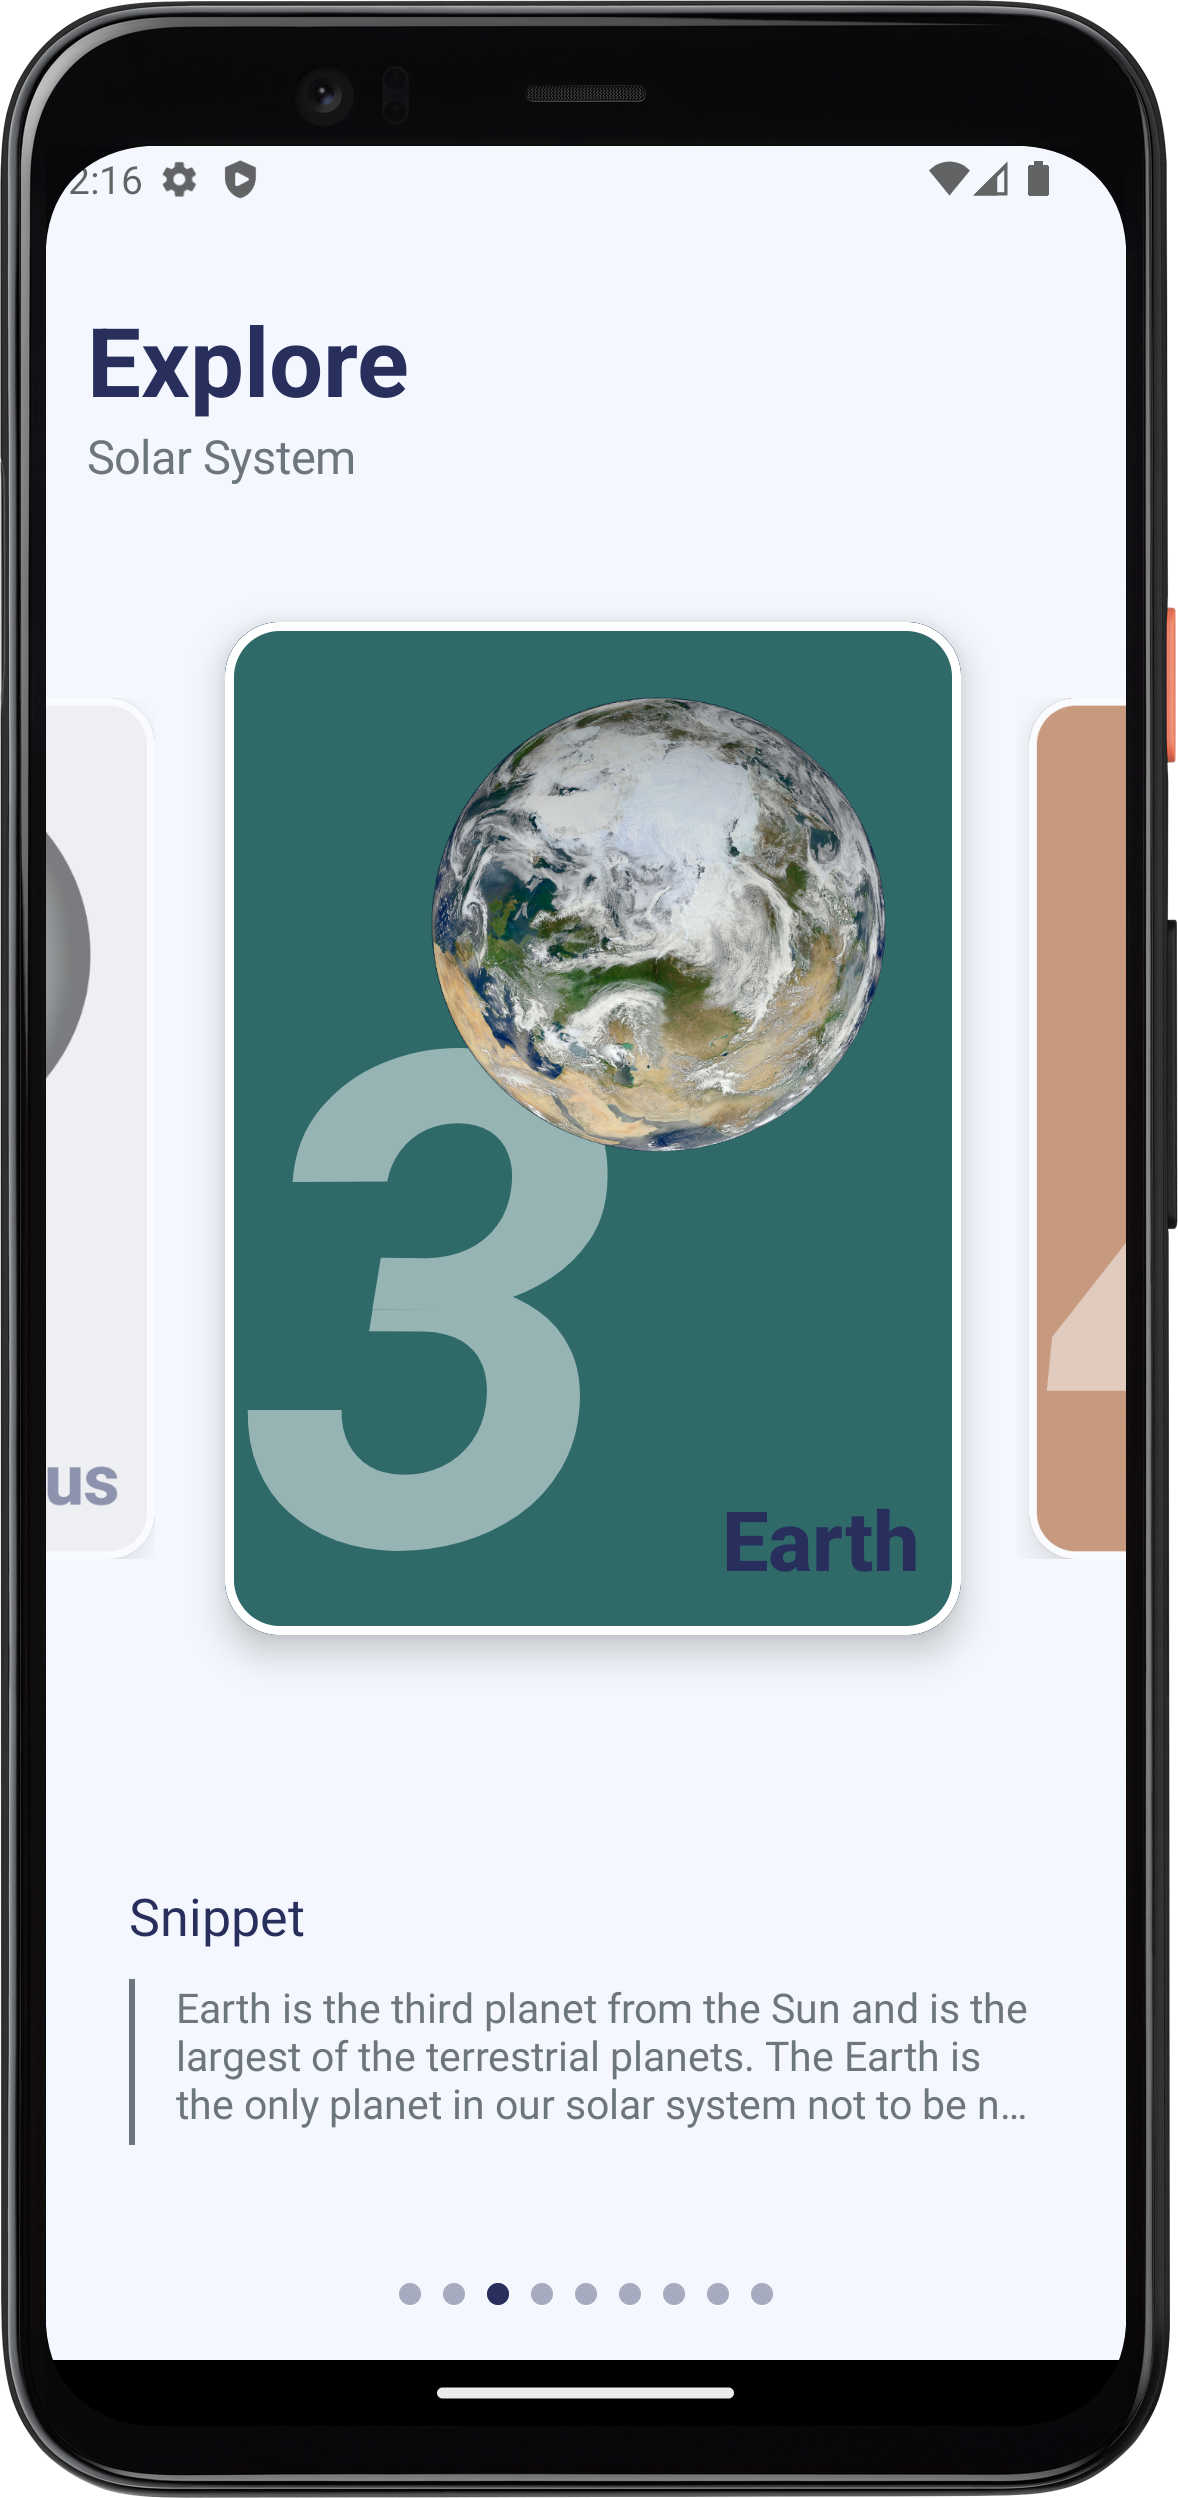 2:16
Explore
Solar System
us
3
4
Earth
Snippet
Earth is the third planet from the Sun and is the
largest of the terrestrial planets. The Earth is
the only planet in our solar system not to be n...